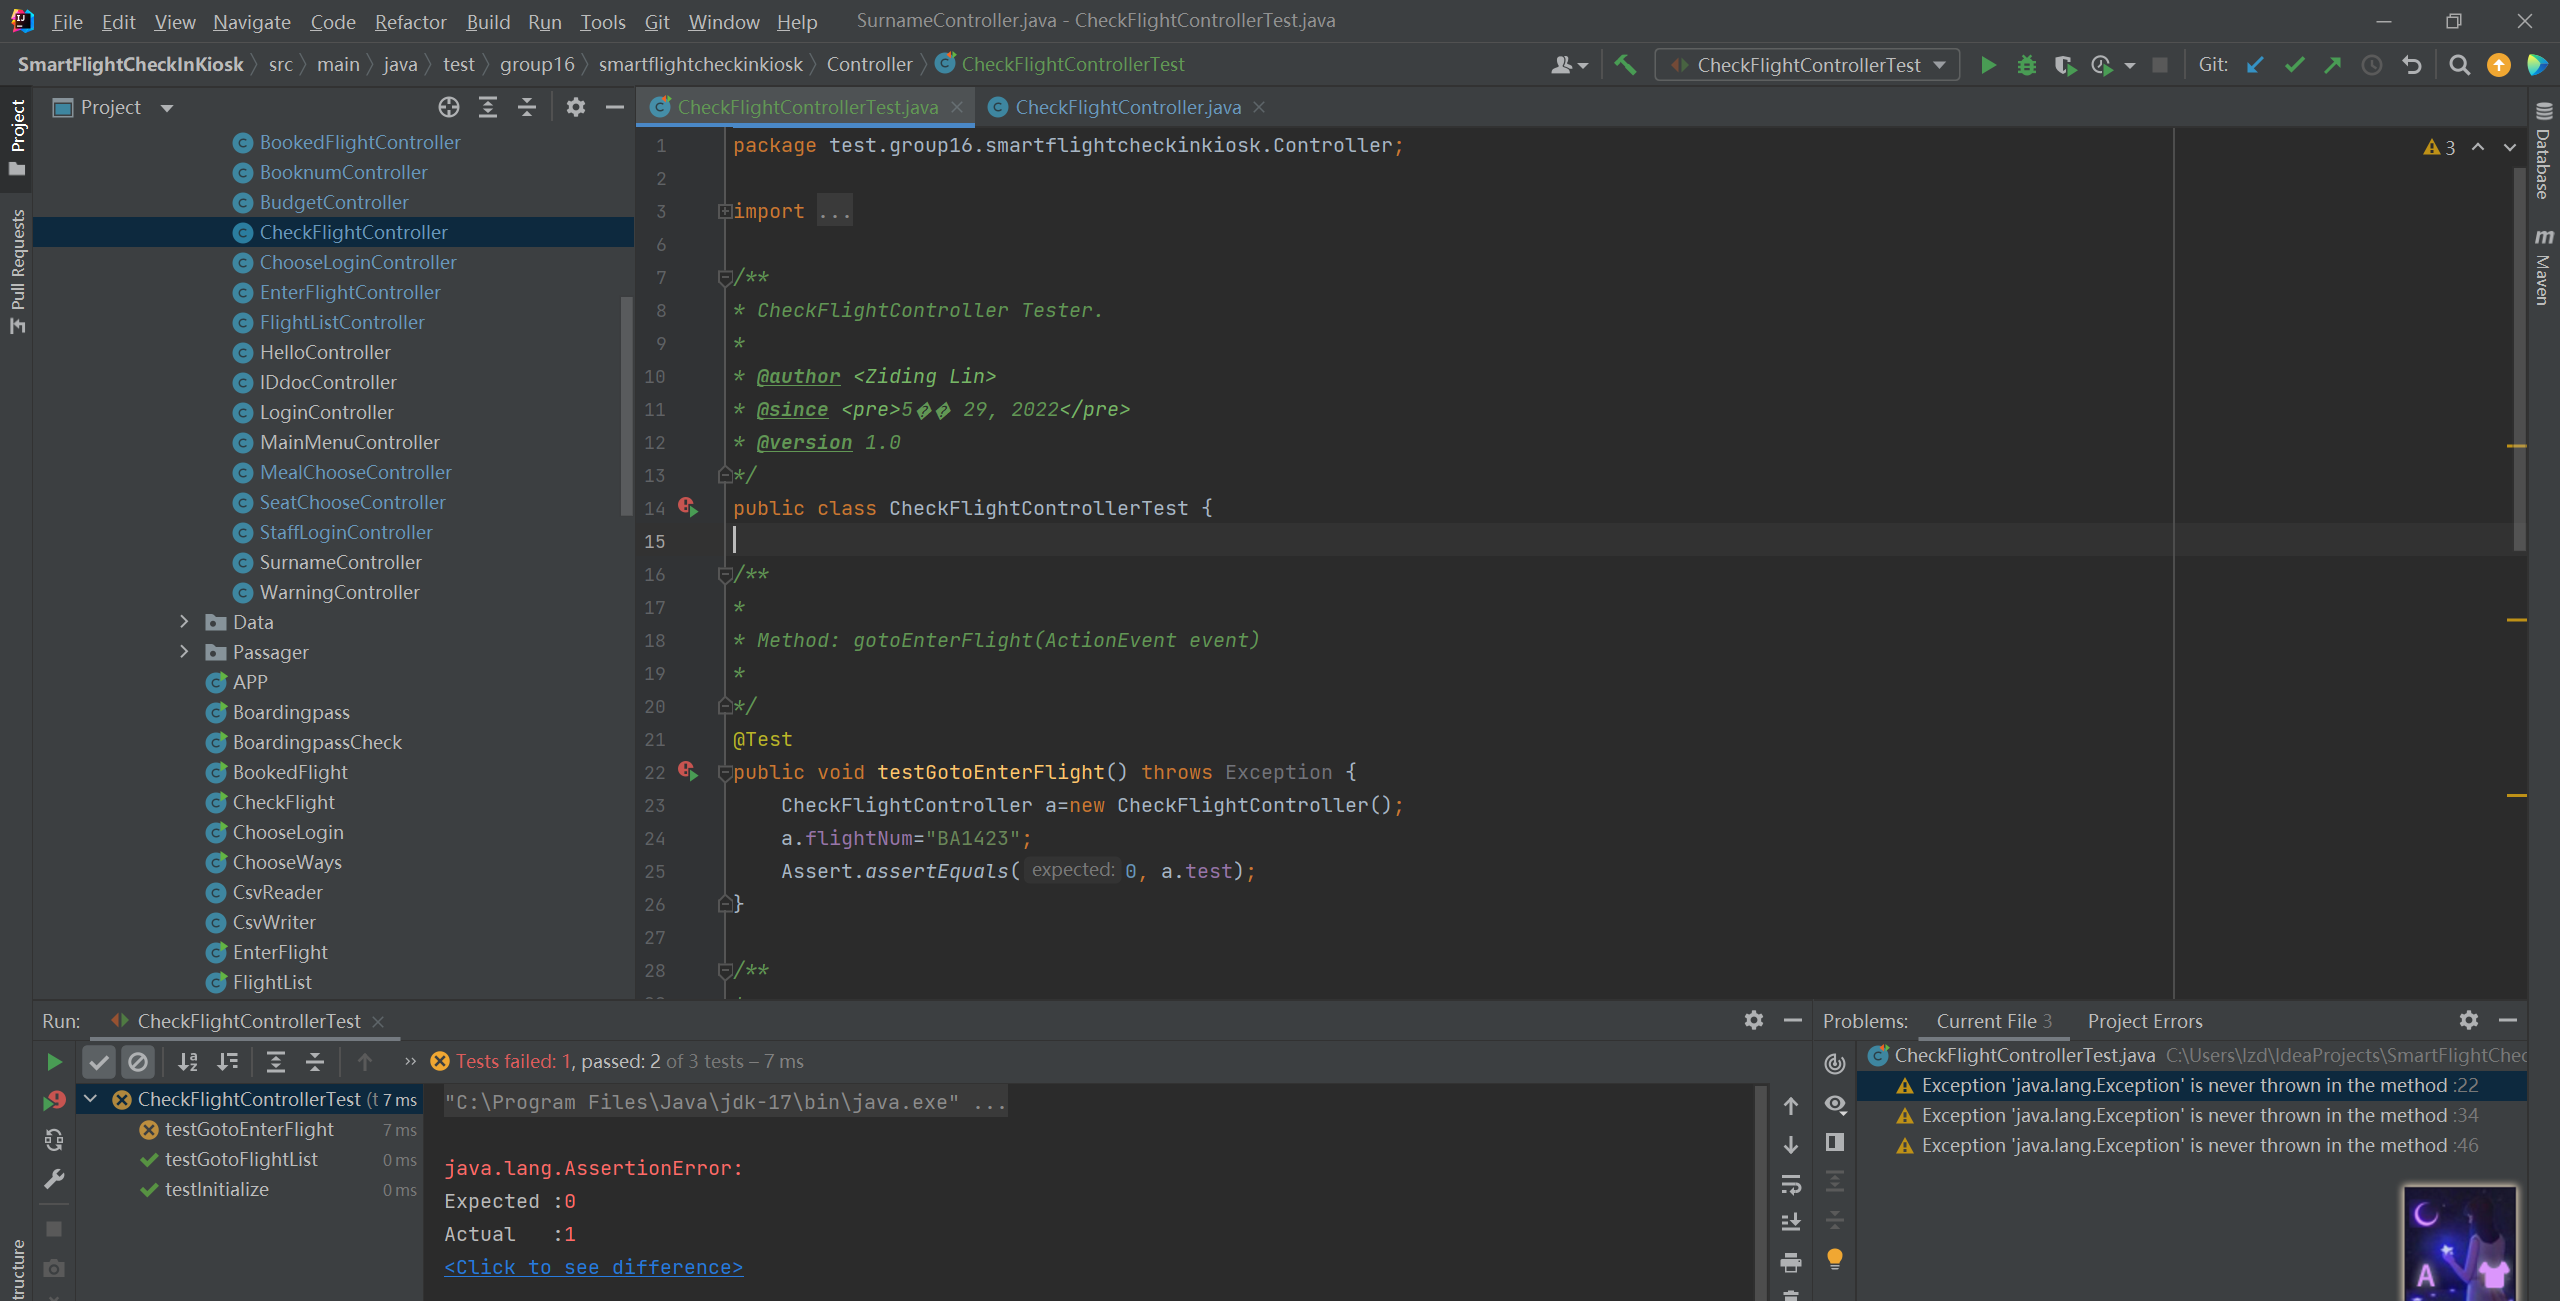 File Edit View Navigate Code Refactor Build Run Tools Git Window Help SurnameController.java - CheckFlightControllerTest.java
SmartFlightCheckInKiosk src main java test group16 smartflightcheckinkiosk Controller CheckFlightControllerTest
CheckFlightControllerTest Git:
Project
Pull Requests
Project
BookedFlightController
BooknumController
BudgetController
CheckFlightController
ChooseLoginController
EnterFlightController
FlightListController
HelloController
IDdocController
LoginController
MainMenuController
MealChooseController
SeatChooseController
StaffLoginController
SurnameController
WarningController
Data
Passager
APP
Boardingpass
BoardingpassCheck
BookedFlight
CheckFlight
ChooseLogin
ChooseWays
CsvReader
CsvWriter
EnterFlight
FlightList
CheckFlightControllerTest.java CheckFlightController.java
1 package test.group16.smartflightcheckinkiosk.Controller;
2
3 import ...
6
7 /**
8 * CheckFlightController Tester.
9 *
10 * @author <Ziding Lin>
11 * @since <pre>5�� 29, 2022</pre>
12 * @version 1.0
13 */
14 public class CheckFlightControllerTest {
15
16 /**
17 *
18 * Method: gotoEnterFlight(ActionEvent event)
19 *
20 */
21 @Test
22 public void testGotoEnterFlight() throws Exception {
23 CheckFlightController a=new CheckFlightController();
24 a.flightNum="BA1423";
25 Assert.assertEquals( expected: 0, a.test);
26 }
27
28 /**
3
Database
Maven
Run: CheckFlightControllerTest
Tests failed: 1, passed: 2 of 3 tests – 7 ms
CheckFlightControllerTest (t 7 ms
testGotoEnterFlight 7 ms
testGotoFlightList 0 ms
testInitialize 0 ms
"C:\Program Files\Java\jdk-17\bin\java.exe" ...
java.lang.AssertionError:
Expected :0
Actual :1
<Click to see difference>
Problems: Current File 3 Project Errors
CheckFlightControllerTest.java C:\Users\lzd\IdeaProjects\SmartFlightChec
Exception 'java.lang.Exception' is never thrown in the method :22
Exception 'java.lang.Exception' is never thrown in the method :34
Exception 'java.lang.Exception' is never thrown in the method :46
tructure
A